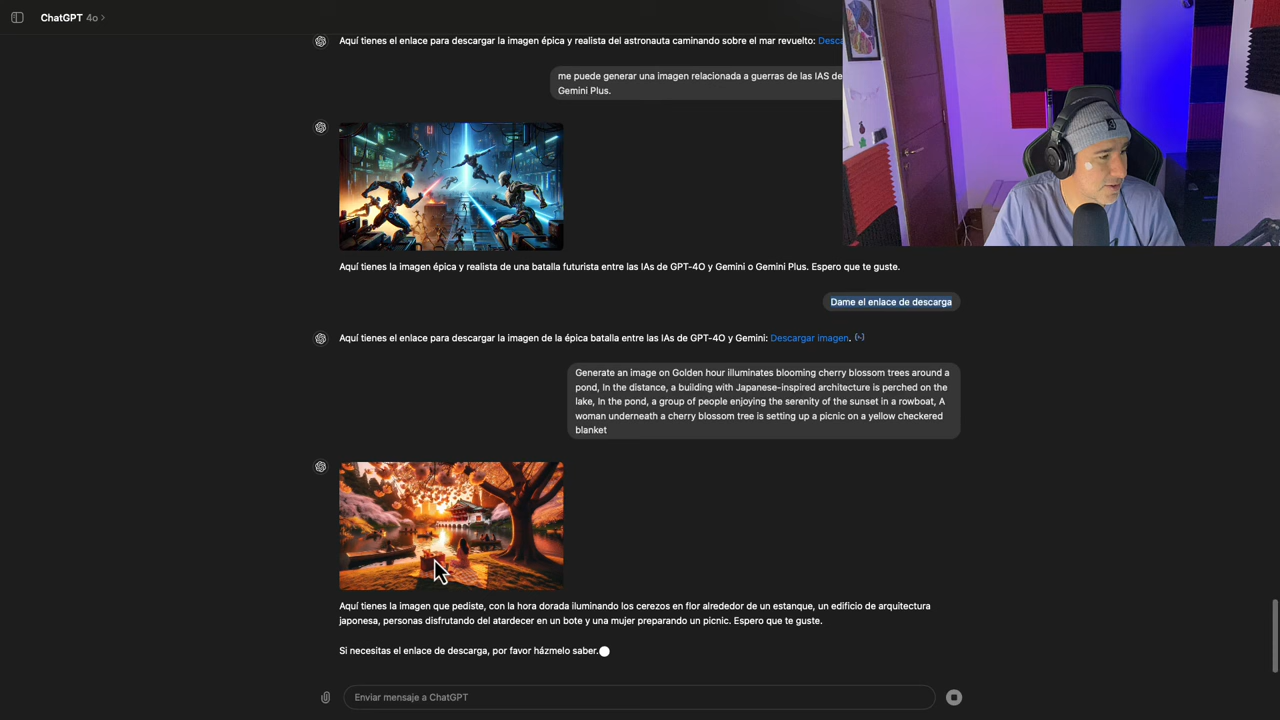 ChatGPT 4o >
Aquí tienes el enlace para descargar la imagen épica y realista del astronauta caminando sobre el mar revuelto:
me puede generar una imagen relacionada a guerras de las IAS de
Gemini Plus.
Aquí tienes la imagen épica y realista de una batalla futurista entre las IAs de GPT-4O y Gemini o Gemini Plus. Espero que te guste.
Dame el enlace de descarga
Aquí tienes el enlace para descargar la imagen de la épica batalla entre las IAs de GPT-4O y Gemini: Descargar imagen.
Generate an image on Golden hour illuminates blooming cherry blossom trees around a
pond, In the distance, a building with Japanese-inspired architecture is perched on the
lake, In the pond, a group of people enjoying the serenity of the sunset in a rowboat, A
woman underneath a cherry blossom tree is setting up a picnic on a yellow checkered
blanket
Aquí tienes la imagen que pediste, con la hora dorada iluminando los cerezos en flor alrededor de un estanque, un edificio de arquitectura
japonesa, personas disfrutando del atardecer en un bote y una mujer preparando un picnic. Espero que te guste.
Si necesitas el enlace de descarga, por favor házmelo saber.
Enviar mensaje a ChatGPT